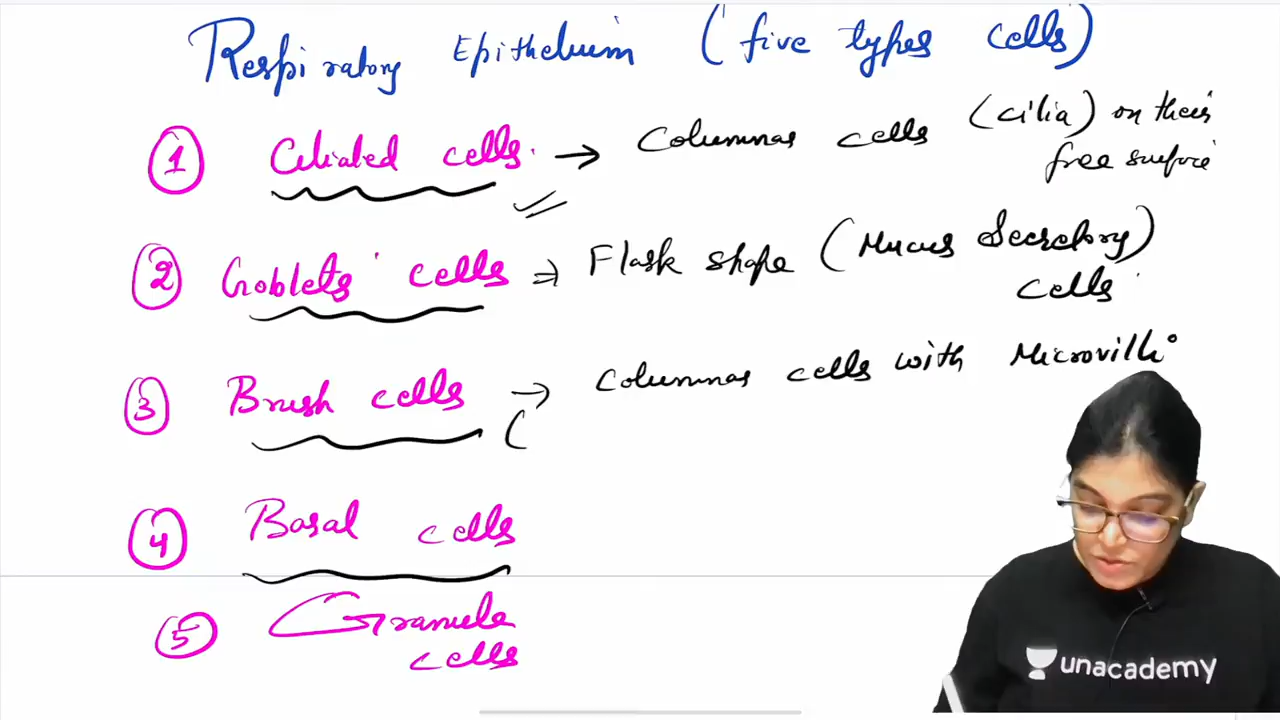 Respiratory Epithelium (five types cells)
① Ciliated cells. → Columnar cells (cilia) on their
free surface
② Goblets cells ⇒ Flask shape (Mucus Secretory)
cells
③ Brush cells → Columnar cells with Microvilli
(
④ Basal cells
⑤ Granule
cells
unacademy